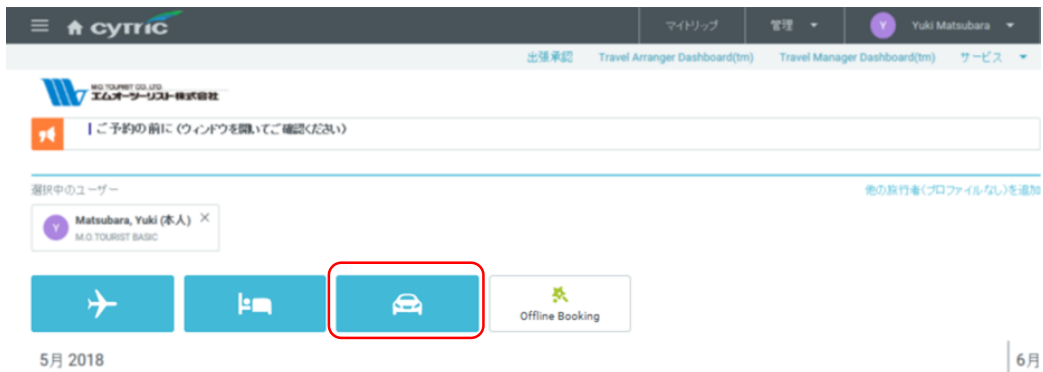 cytric マイトリップ 管理 Y Yuki Matsubara
出張承認 Travel Arranger Dashboard(tm) Travel Manager Dashboard(tm) サービス
M.O.TOURIST CO.,LTD.
エムオーツーリスト株式会社
ご予約の前に（ウィンドウを開いてご確認ください）
選択中のユーザー 他の旅行者（プロファイルなし）を追加
Y Matsubara, Yuki (本人) ×
M.O.TOURIST BASIC
Offline Booking
5月 2018 6月